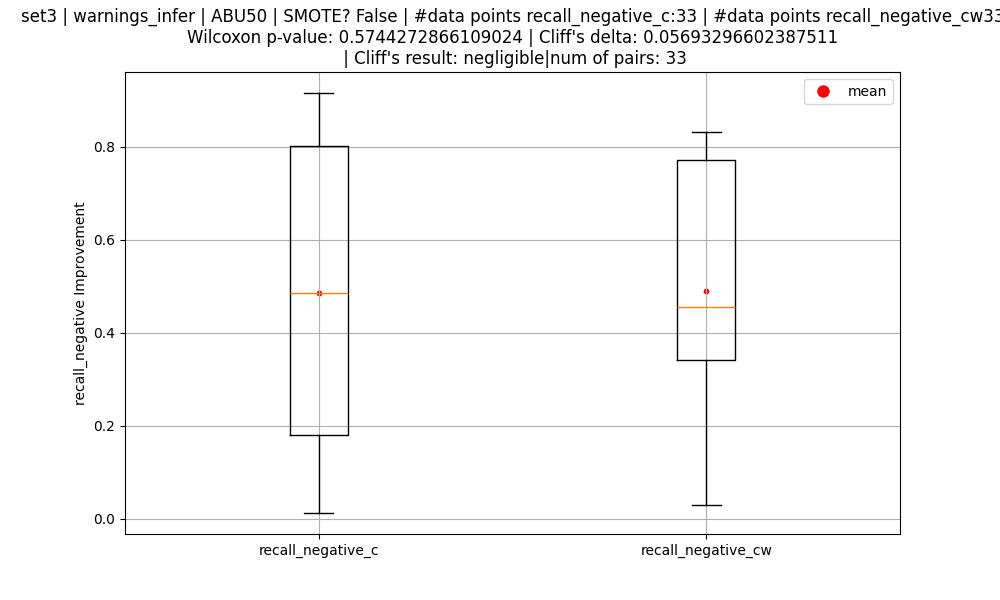 set3 | warnings_infer | ABU50 | SMOTE? False | #data points recall_negative_c:33 | #data points recall_negative_cw33
Wilcoxon p-value: 0.5744272866109024 | Cliff's delta: 0.05693296602387511
| Cliff's result: negligible|num of pairs: 33
mean
recall_negative Improvement
0.8
0.6
0.4
0.2
0.0
recall_negative_c
recall_negative_cw